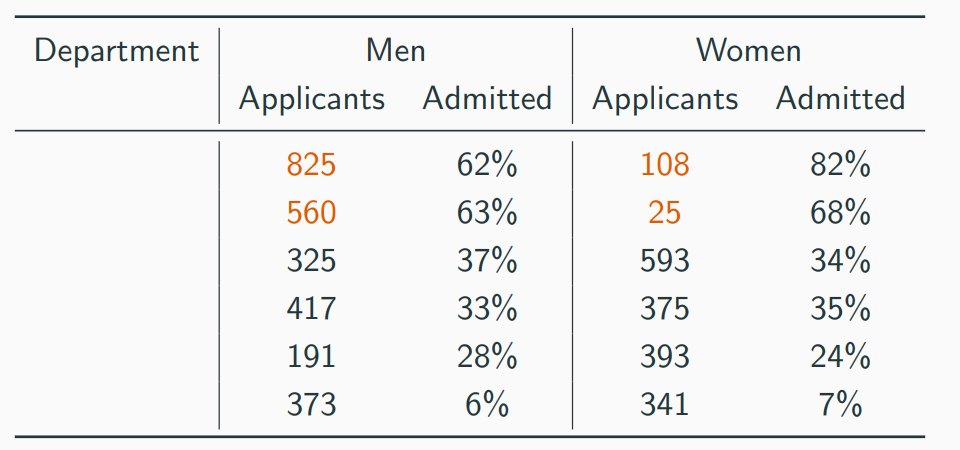 Department Men Women
Applicants Admitted Applicants Admitted
825 62% 108 82%
560 63% 25 68%
325 37% 593 34%
417 33% 375 35%
191 28% 393 24%
373 6% 341 7%